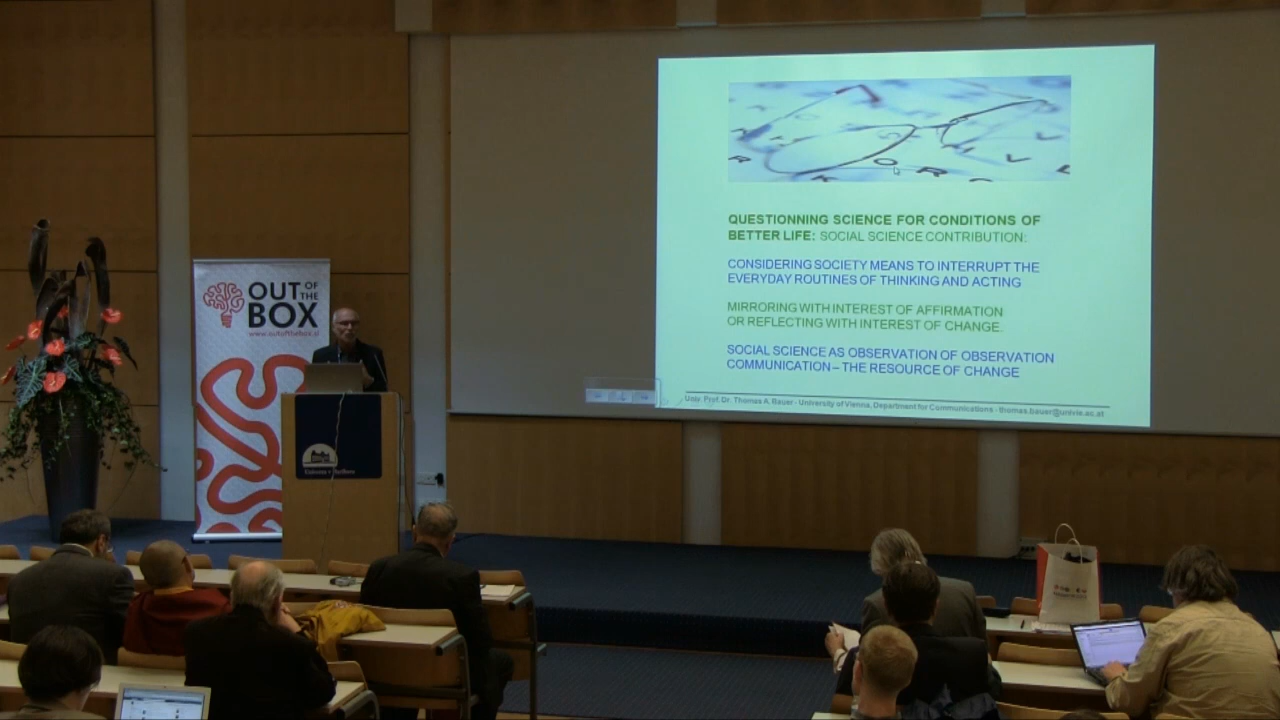 OUT OF THE BOX
www.outofthebox.si
QUESTIONNING SCIENCE FOR CONDITIONS OF
BETTER LIFE: SOCIAL SCIENCE CONTRIBUTION:
CONSIDERING SOCIETY MEANS TO INTERRUPT THE
EVERYDAY ROUTINES OF THINKING AND ACTING
MIRRORING WITH INTEREST OF AFFIRMATION
OR REFLECTING WITH INTEREST OF CHANGE.
SOCIAL SCIENCE AS OBSERVATION OF OBSERVATION
COMMUNICATION – THE RESOURCE OF CHANGE
Univ. Prof. Dr. Thomas A. Bauer - University of Vienna, Department for Communications - thomas.bauer@univie.ac.at